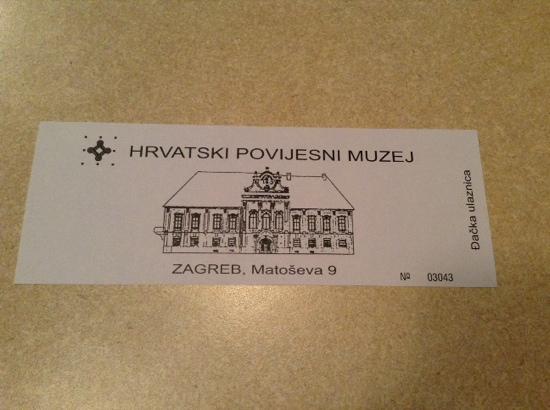 HRVATSKI POVIJESNI MUZEJ
ZAGREB, Matoševa 9
Nº 03043
Đačka ulaznica